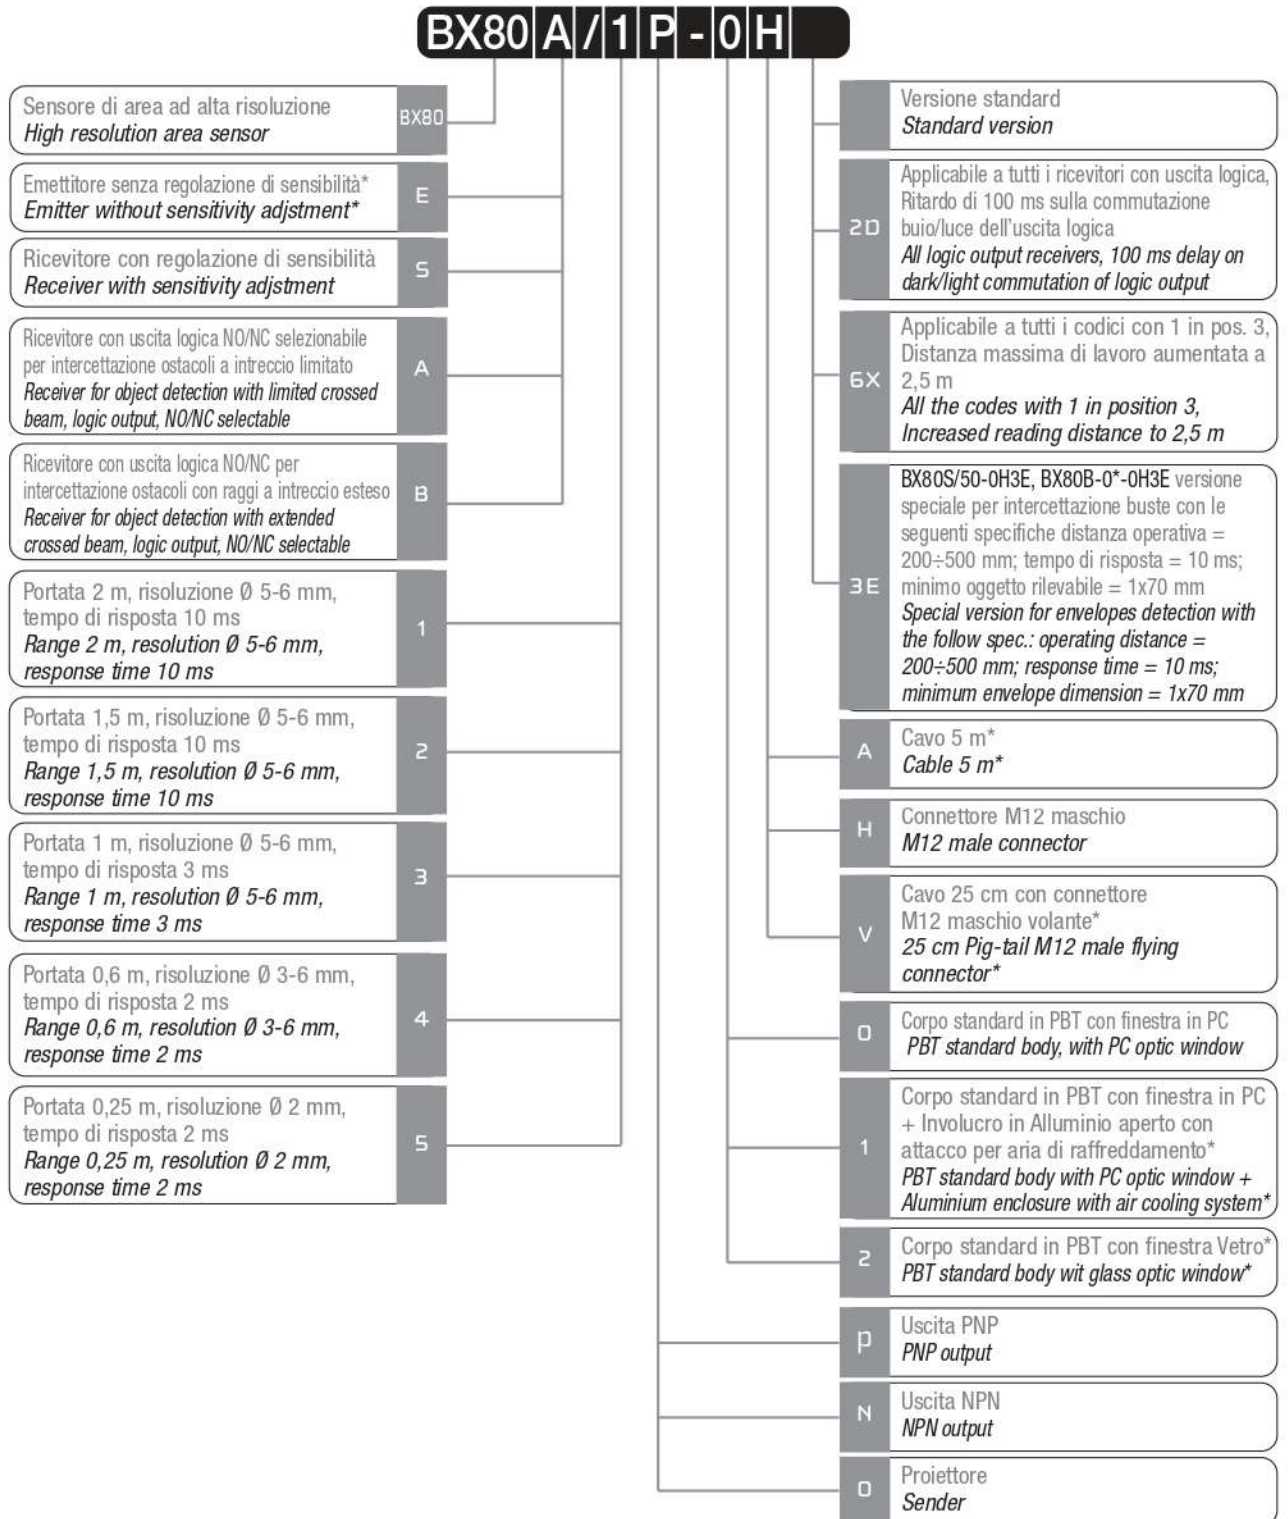 BX80A/1P-0H
Sensore di area ad alta risoluzione
High resolution area sensor
BX80
Emettitore senza regolazione di sensibilità*
Emitter without sensitivity adjstment*
E
Ricevitore con regolazione di sensibilità
Receiver with sensitivity adjstment
S
Ricevitore con uscita logica NO/NC selezionabile
per intercettazione ostacoli a intreccio limitato
Receiver for object detection with limited crossed
beam, logic output, NO/NC selectable
A
Ricevitore con uscita logica NO/NC per
intercettazione ostacoli con raggi a intreccio esteso
Receiver for object detection with extended
crossed beam, logic output, NO/NC selectable
B
Portata 2 m, risoluzione Ø 5-6 mm,
tempo di risposta 10 ms
Range 2 m, resolution Ø 5-6 mm,
response time 10 ms
1
Portata 1,5 m, risoluzione Ø 5-6 mm,
tempo di risposta 10 ms
Range 1,5 m, resolution Ø 5-6 mm,
response time 10 ms
2
Portata 1 m, risoluzione Ø 5-6 mm,
tempo di risposta 3 ms
Range 1 m, resolution Ø 5-6 mm,
response time 3 ms
3
Portata 0,6 m, risoluzione Ø 3-6 mm,
tempo di risposta 2 ms
Range 0,6 m, resolution Ø 3-6 mm,
response time 2 ms
4
Portata 0,25 m, risoluzione Ø 2 mm,
tempo di risposta 2 ms
Range 0,25 m, resolution Ø 2 mm,
response time 2 ms
5
Versione standard
Standard version
2D
Applicabile a tutti i ricevitori con uscita logica,
Ritardo di 100 ms sulla commutazione
buio/luce dell'uscita logica
All logic output receivers, 100 ms delay on
dark/light commutation of logic output
6X
Applicabile a tutti i codici con 1 in pos. 3,
Distanza massima di lavoro aumentata a
2,5 m
All the codes with 1 in position 3,
Increased reading distance to 2,5 m
3E
BX80S/50-0H3E, BX80B-0*-0H3E versione
speciale per intercettazione buste con le
seguenti specifiche distanza operativa =
200÷500 mm; tempo di risposta = 10 ms;
minimo oggetto rilevabile = 1x70 mm
Special version for envelopes detection with
the follow spec.: operating distance =
200÷500 mm; response time = 10 ms;
minimum envelope dimension = 1x70 mm
A
Cavo 5 m*
Cable 5 m*
H
Connettore M12 maschio
M12 male connector
V
Cavo 25 cm con connettore
M12 maschio volante*
25 cm Pig-tail M12 male flying
connector*
0
Corpo standard in PBT con finestra in PC
PBT standard body, with PC optic window
1
Corpo standard in PBT con finestra in PC
+ Involucro in Alluminio aperto con
attacco per aria di raffreddamento*
PBT standard body with PC optic window +
Aluminium enclosure with air cooling system*
2
Corpo standard in PBT con finestra Vetro*
PBT standard body wit glass optic window*
P
Uscita PNP
PNP output
N
Uscita NPN
NPN output
0
Proiettore
Sender